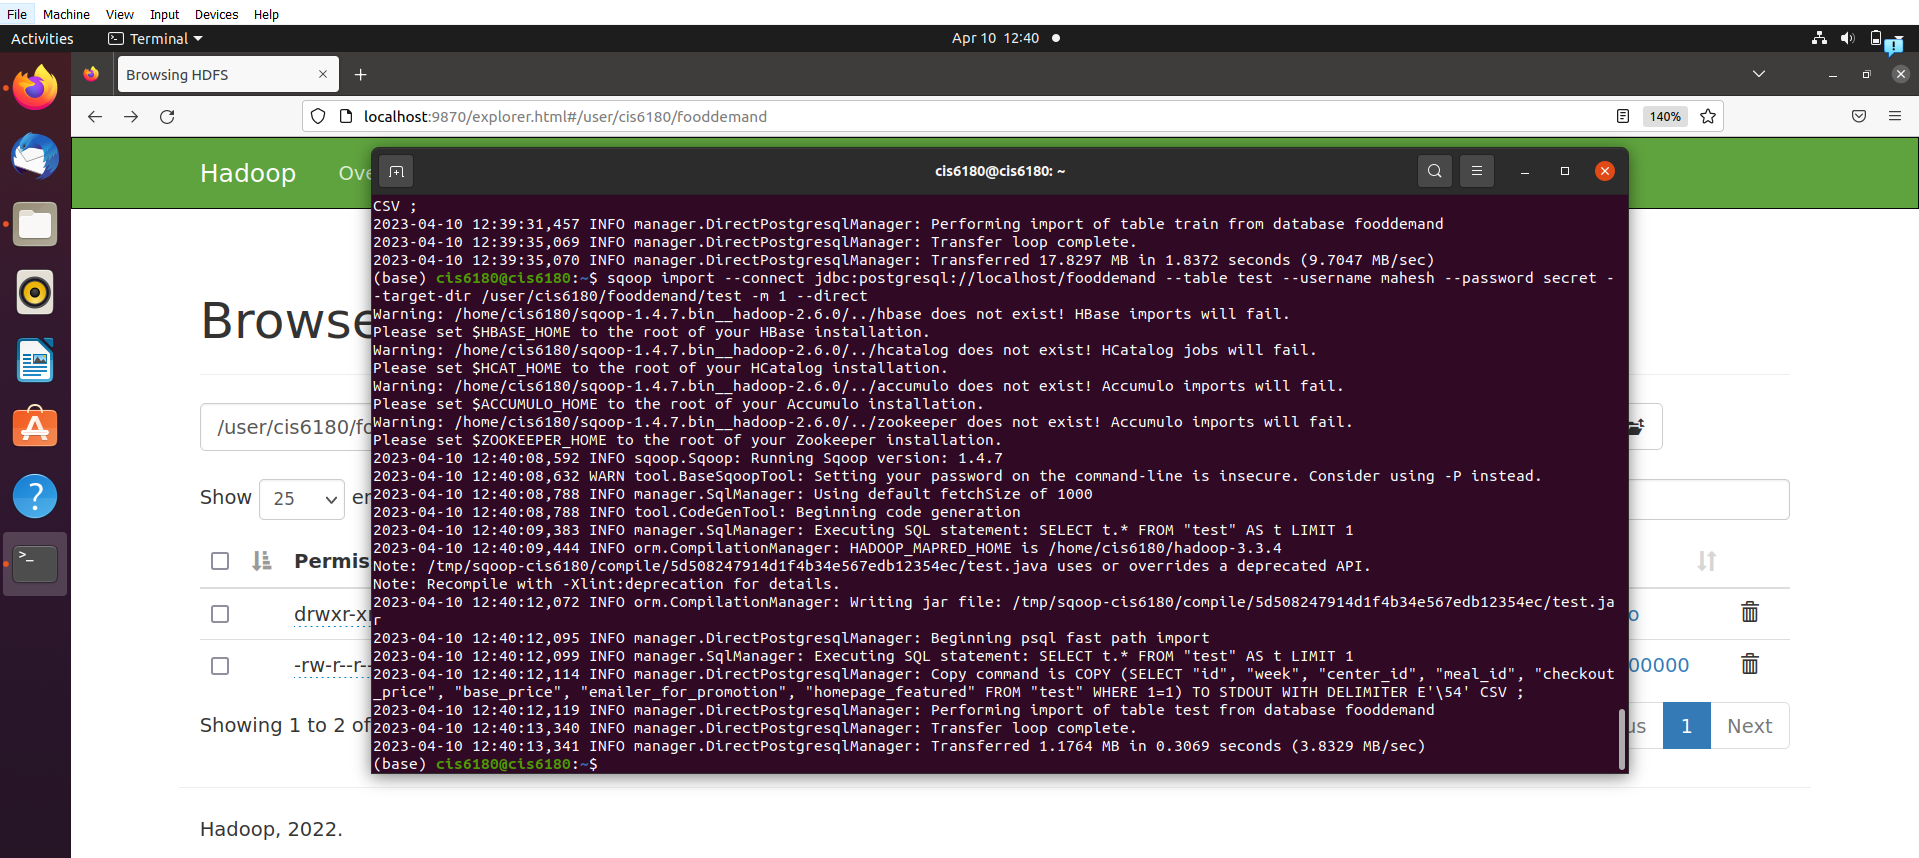 File Machine View Input Devices Help
Activities Terminal Apr 10 12:40
Browsing HDFS
localhost:9870/explorer.html#/user/cis6180/fooddemand 140%
Hadoop
cis6180@cis6180: ~
CSV ;
2023-04-10 12:39:31,457 INFO manager.DirectPostgresqlManager: Performing import of table train from database fooddemand
2023-04-10 12:39:35,069 INFO manager.DirectPostgresqlManager: Transfer loop complete.
2023-04-10 12:39:35,070 INFO manager.DirectPostgresqlManager: Transferred 17.8297 MB in 1.8372 seconds (9.7047 MB/sec)
(base) cis6180@cis6180:~$ sqoop import --connect jdbc:postgresql://localhost/fooddemand --table test --username mahesh --password secret -
-target-dir /user/cis6180/fooddemand/test -m 1 --direct
Warning: /home/cis6180/sqoop-1.4.7.bin__hadoop-2.6.0/../hbase does not exist! HBase imports will fail.
Please set $HBASE_HOME to the root of your HBase installation.
Warning: /home/cis6180/sqoop-1.4.7.bin__hadoop-2.6.0/../hcatalog does not exist! HCatalog jobs will fail.
Please set $HCAT_HOME to the root of your HCatalog installation.
Warning: /home/cis6180/sqoop-1.4.7.bin__hadoop-2.6.0/../accumulo does not exist! Accumulo imports will fail.
Please set $ACCUMULO_HOME to the root of your Accumulo installation.
Warning: /home/cis6180/sqoop-1.4.7.bin__hadoop-2.6.0/../zookeeper does not exist! Accumulo imports will fail.
Please set $ZOOKEEPER_HOME to the root of your Zookeeper installation.
2023-04-10 12:40:08,592 INFO sqoop.Sqoop: Running Sqoop version: 1.4.7
2023-04-10 12:40:08,632 WARN tool.BaseSqoopTool: Setting your password on the command-line is insecure. Consider using -P instead.
2023-04-10 12:40:08,788 INFO manager.SqlManager: Using default fetchSize of 1000
2023-04-10 12:40:08,788 INFO tool.CodeGenTool: Beginning code generation
2023-04-10 12:40:09,383 INFO manager.SqlManager: Executing SQL statement: SELECT t.* FROM "test" AS t LIMIT 1
2023-04-10 12:40:09,444 INFO orm.CompilationManager: HADOOP_MAPRED_HOME is /home/cis6180/hadoop-3.3.4
Note: /tmp/sqoop-cis6180/compile/5d508247914d1f4b34e567edb12354ec/test.java uses or overrides a deprecated API.
Note: Recompile with -Xlint:deprecation for details.
2023-04-10 12:40:12,072 INFO orm.CompilationManager: Writing jar file: /tmp/sqoop-cis6180/compile/5d508247914d1f4b34e567edb12354ec/test.ja
r
2023-04-10 12:40:12,095 INFO manager.DirectPostgresqlManager: Beginning psql fast path import
2023-04-10 12:40:12,099 INFO manager.SqlManager: Executing SQL statement: SELECT t.* FROM "test" AS t LIMIT 1
2023-04-10 12:40:12,114 INFO manager.DirectPostgresqlManager: Copy command is COPY (SELECT "id", "week", "center_id", "meal_id", "checkout
_price", "base_price", "emailer_for_promotion", "homepage_featured" FROM "test" WHERE 1=1) TO STDOUT WITH DELIMITER E'\54' CSV ;
2023-04-10 12:40:12,119 INFO manager.DirectPostgresqlManager: Performing import of table test from database fooddemand
2023-04-10 12:40:13,340 INFO manager.DirectPostgresqlManager: Transfer loop complete.
2023-04-10 12:40:13,341 INFO manager.DirectPostgresqlManager: Transferred 1.1764 MB in 0.3069 seconds (3.8329 MB/sec)
(base) cis6180@cis6180:~$
Browse
/user/cis6180/fo
Show 25
Permis
drwxr-x
-rw-r--r--
00000
Showing 1 to 2 of
us 1 Next
Hadoop, 2022.